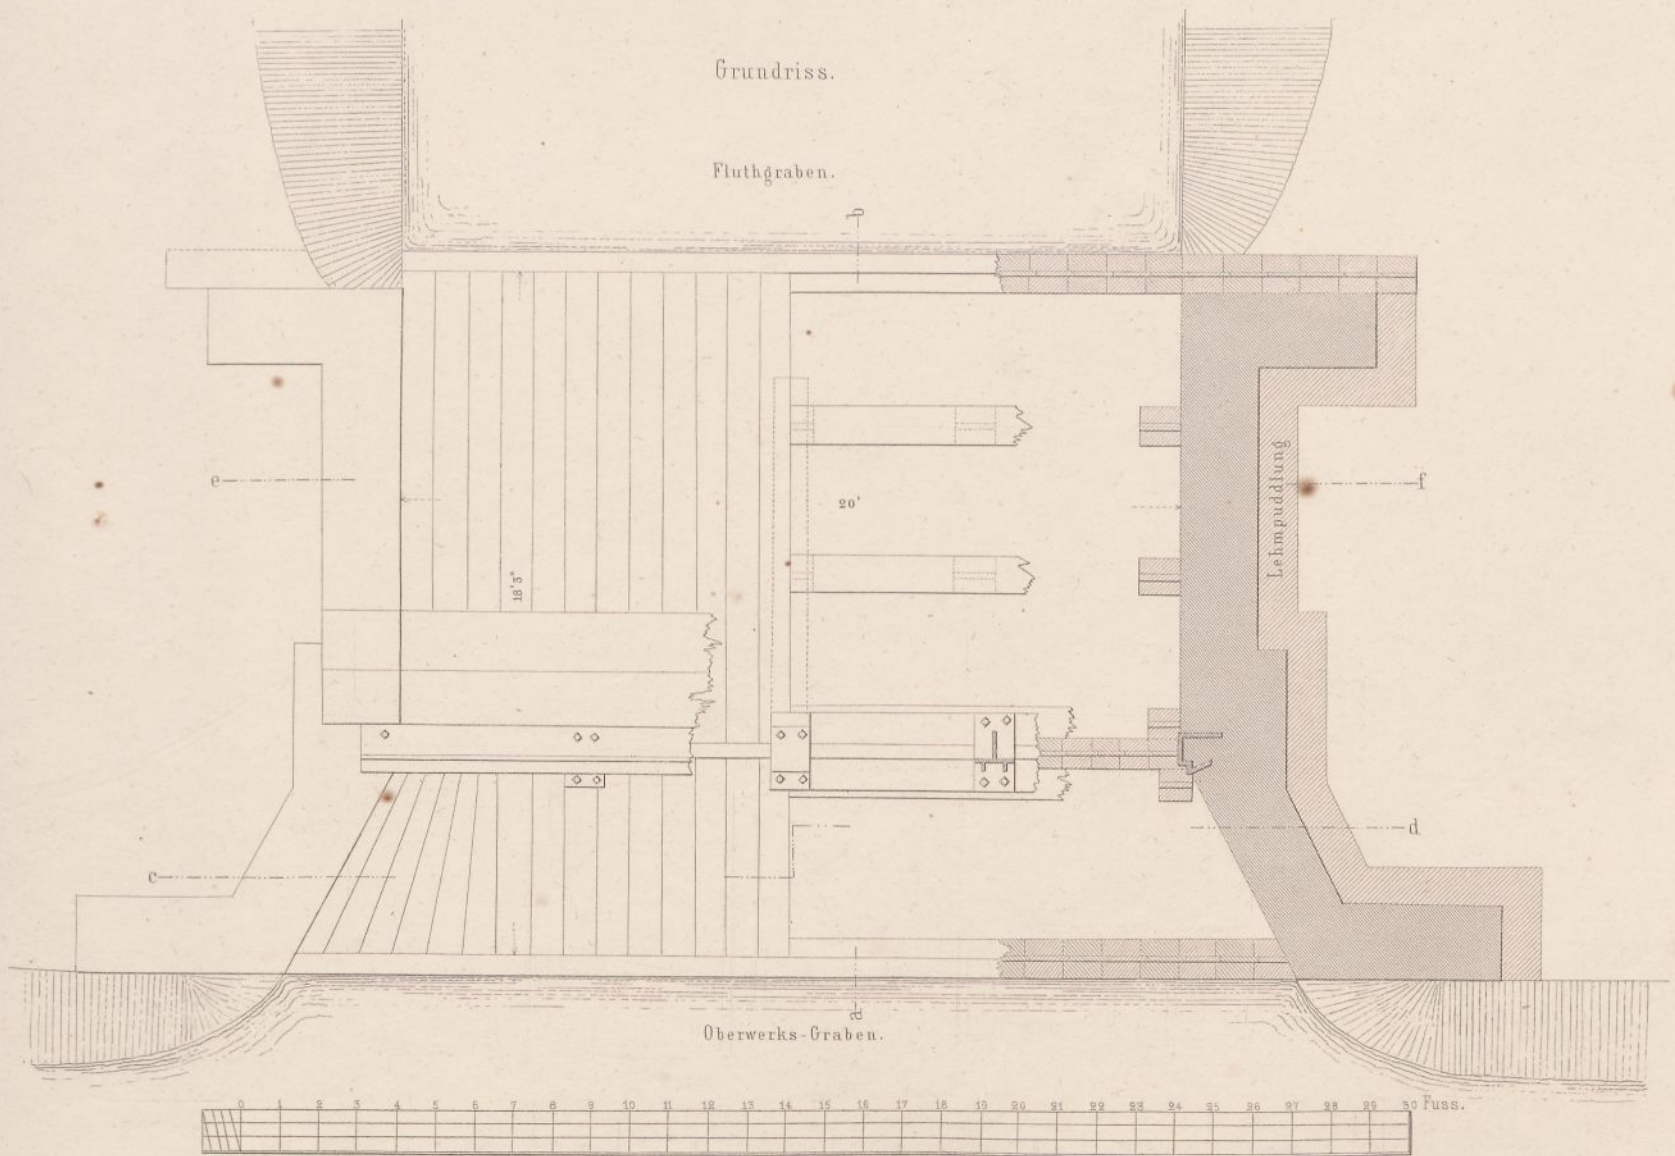 Grundriss.
Fluthgraben.
b
e
f
20'
Lehmpuddlung
18'3"
d
c
a
Oberwerks-Graben.
0 1 2 3 4 5 6 7 8 9 10 11 12 13 14 15 16 17 18 19 20 21 22 23 24 25 26 27 28 29 30 Fuss.